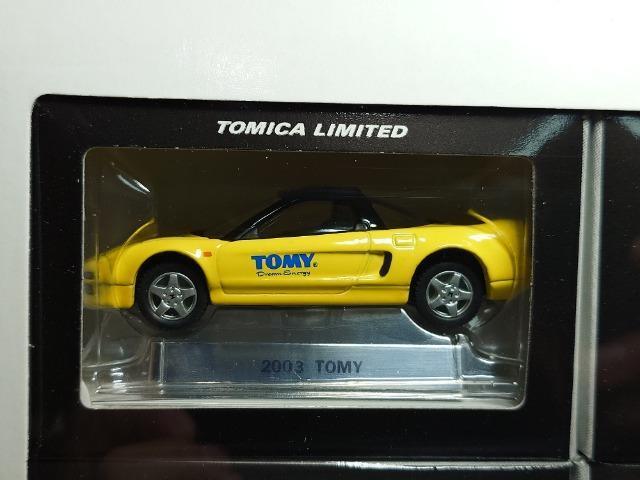 TOMICA LIMITED
TOMY®
Dream Energy
2003 TOMY